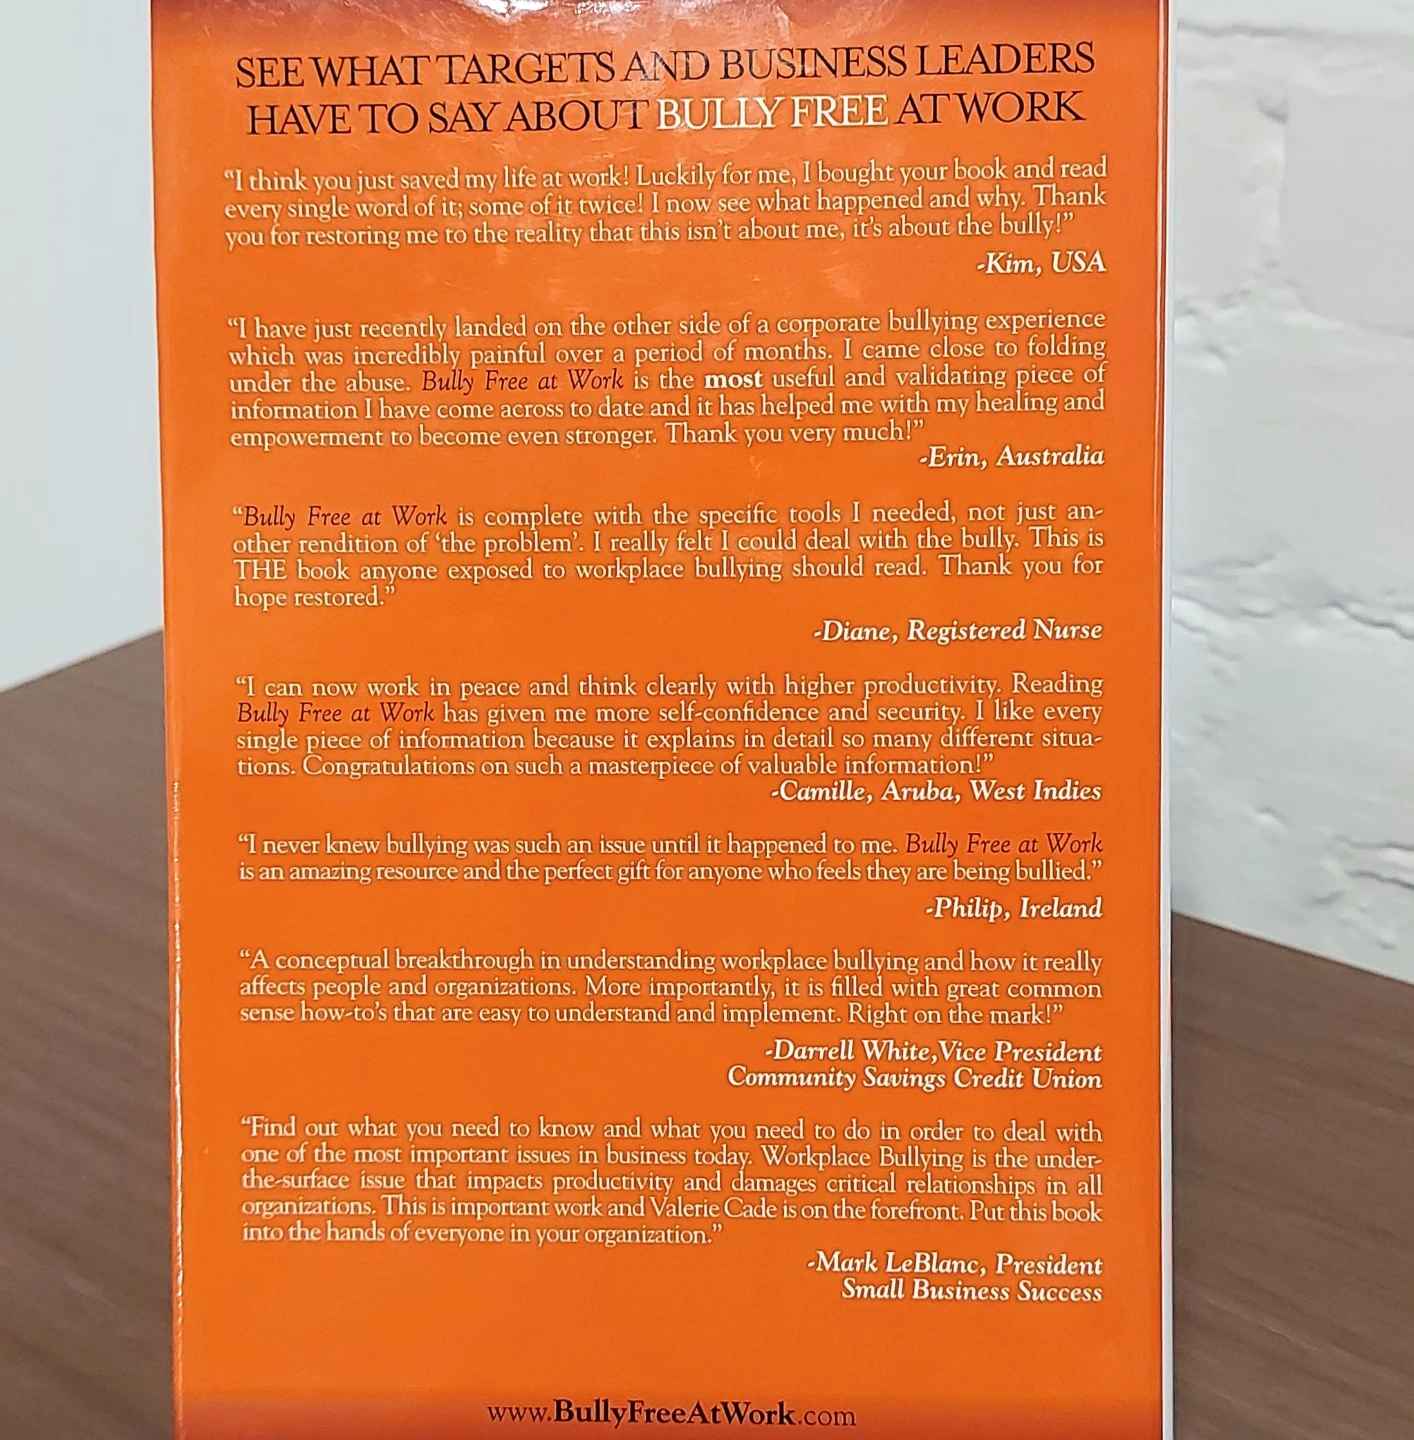 SEE WHAT TARGETS AND BUSINESS LEADERS
HAVE TO SAY ABOUT BULLY FREE AT WORK
“I think you just saved my life at work! Luckily for me, I bought your book and read
every single word of it; some of it twice! I now see what happened and why. Thank
you for restoring me to the reality that this isn’t about me, it’s about the bully!”
-Kim, USA
“I have just recently landed on the other side of a corporate bullying experience
which was incredibly painful over a period of months. I came close to folding
under the abuse. Bully Free at Work is the most useful and validating piece of
information I have come across to date and it has helped me with my healing and
empowerment to become even stronger. Thank you very much!”
-Erin, Australia
“Bully Free at Work is complete with the specific tools I needed, not just an-
other rendition of ‘the problem’. I really felt I could deal with the bully. This is
THE book anyone exposed to workplace bullying should read. Thank you for
hope restored.”
-Diane, Registered Nurse
“I can now work in peace and think clearly with higher productivity. Reading
Bully Free at Work has given me more self-confidence and security. I like every
single piece of information because it explains in detail so many different situa-
tions. Congratulations on such a masterpiece of valuable information!”
-Camille, Aruba, West Indies
“I never knew bullying was such an issue until it happened to me. Bully Free at Work
is an amazing resource and the perfect gift for anyone who feels they are being bullied.”
-Philip, Ireland
“A conceptual breakthrough in understanding workplace bullying and how it really
affects people and organizations. More importantly, it is filled with great common
sense how-to’s that are easy to understand and implement. Right on the mark!”
-Darrell White,Vice President
Community Savings Credit Union
“Find out what you need to know and what you need to do in order to deal with
one of the most important issues in business today. Workplace Bullying is the under-
the-surface issue that impacts productivity and damages critical relationships in all
organizations. This is important work and Valerie Cade is on the forefront. Put this book
into the hands of everyone in your organization.”
-Mark LeBlanc, President
Small Business Success
www.BullyFreeAtWork.com